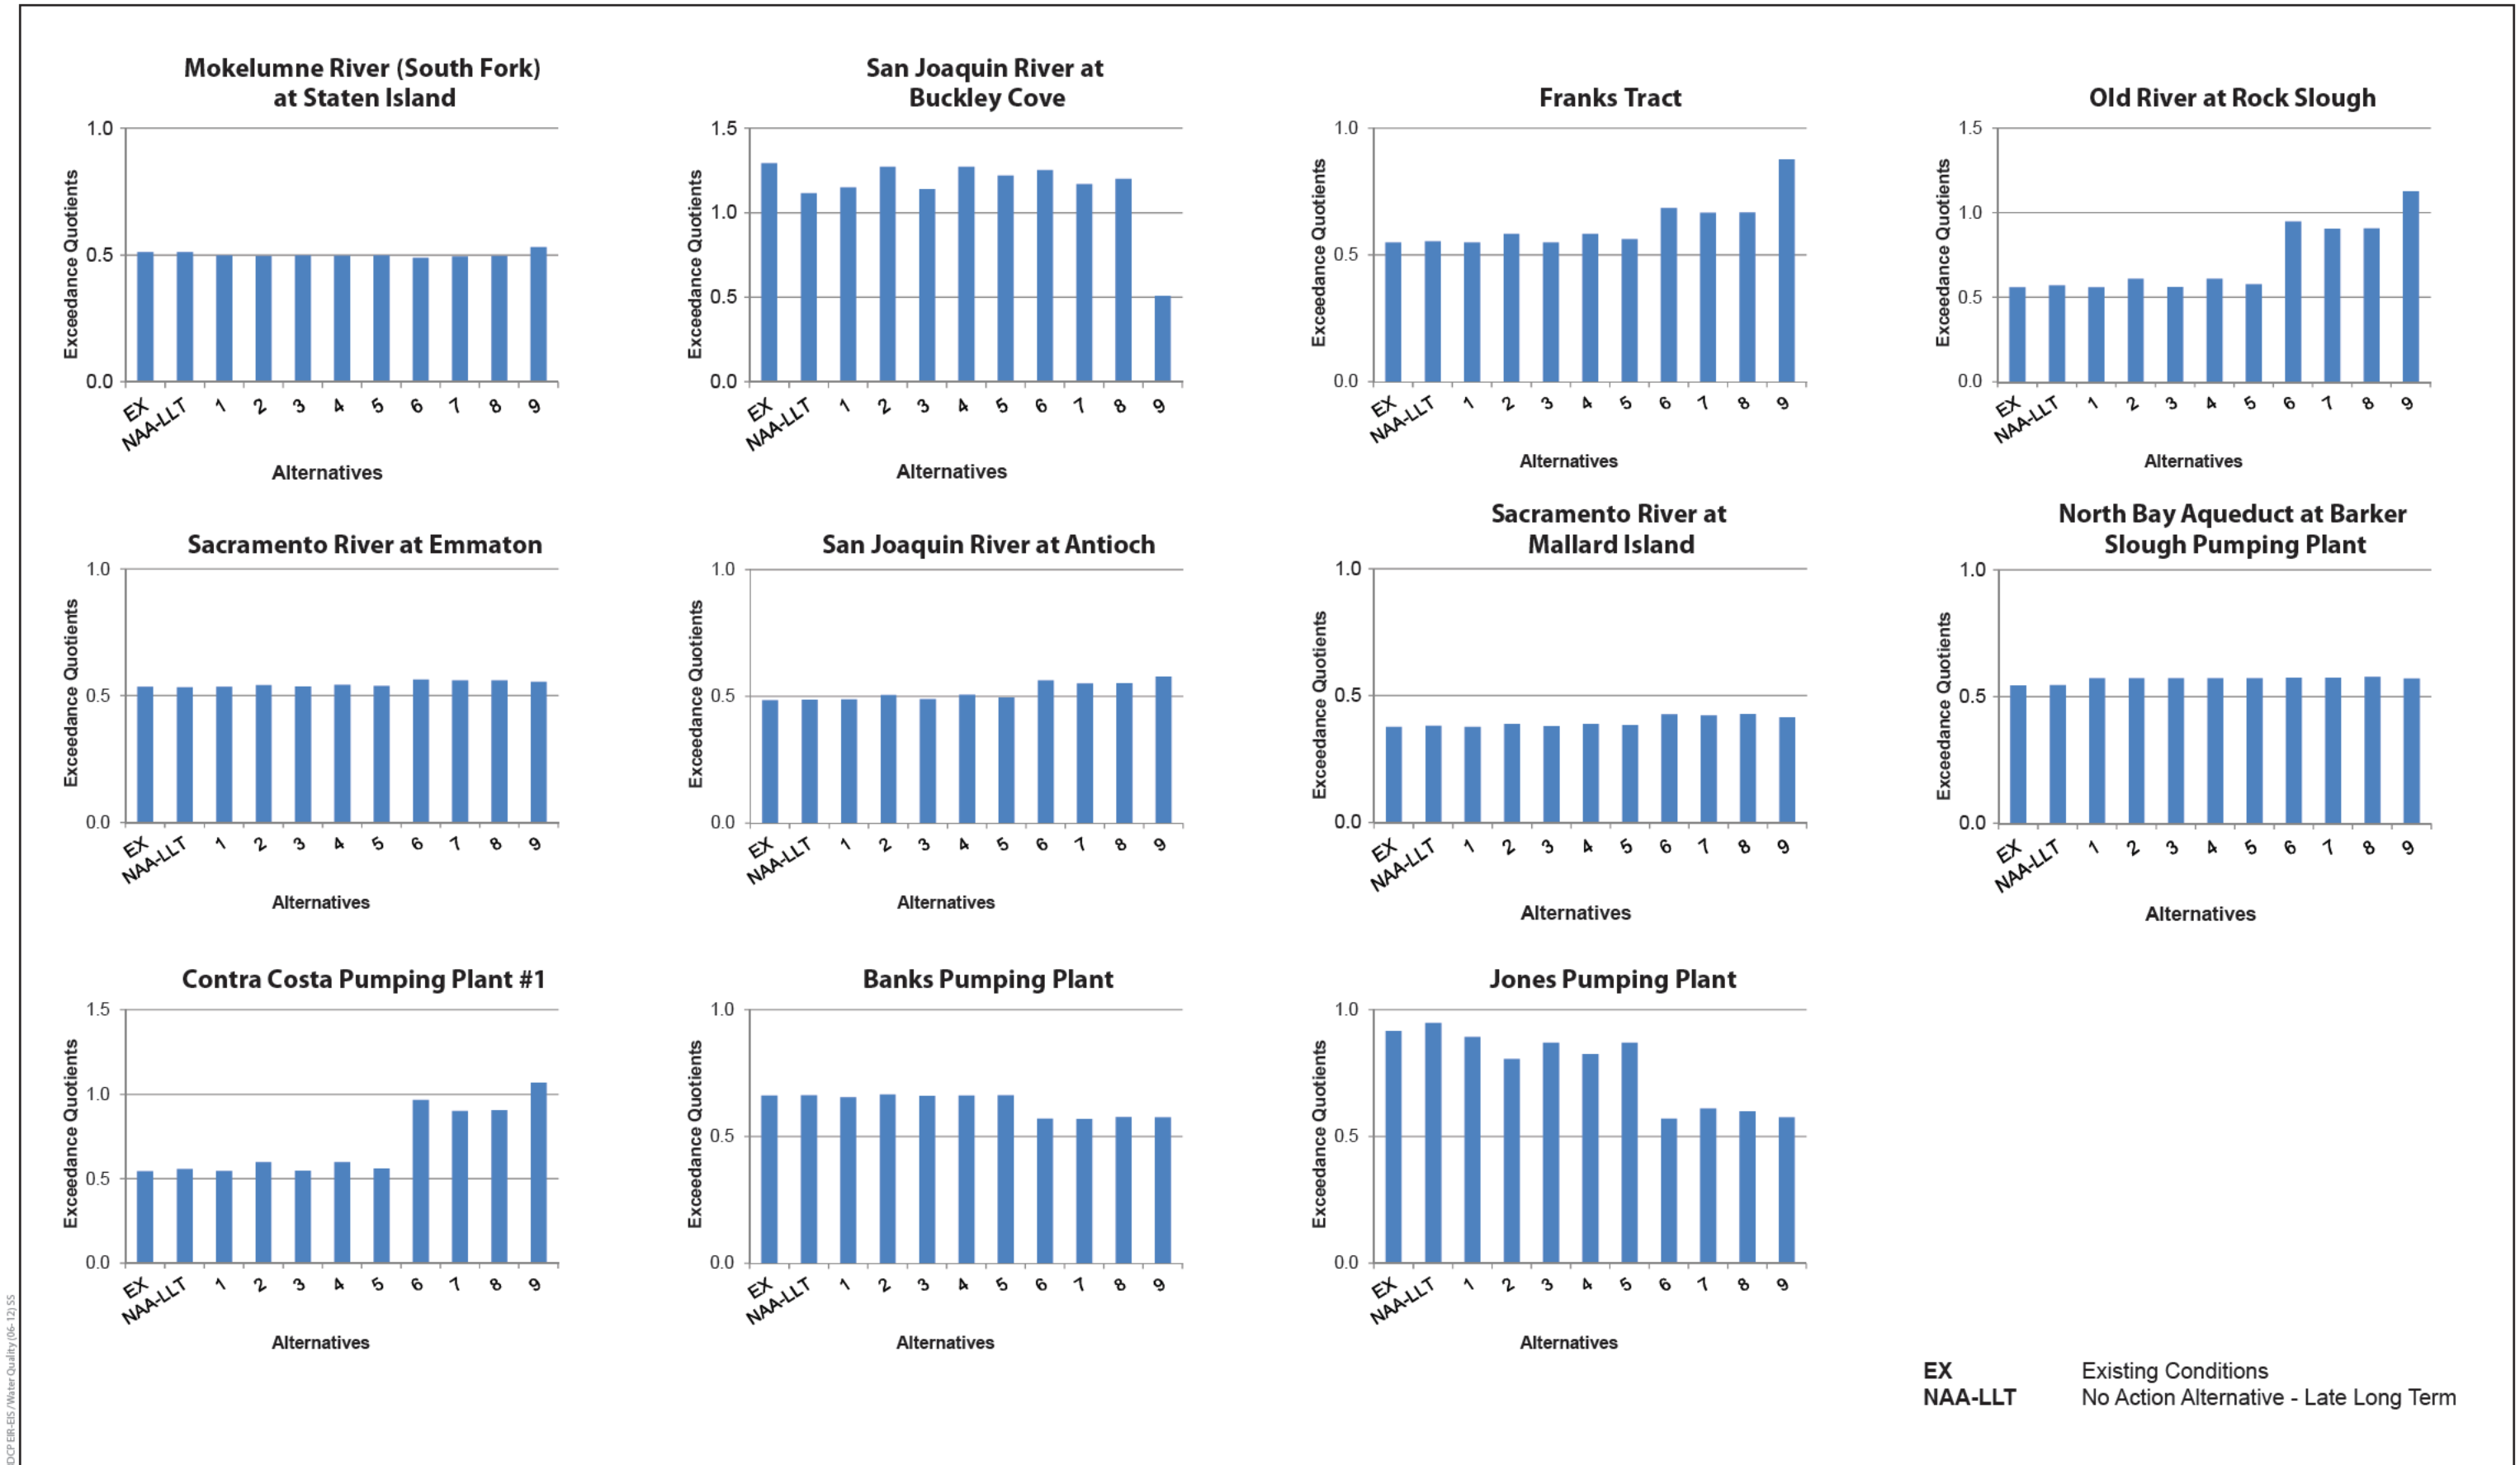 Mokelumne River (South Fork)
at Staten Island
1.0
0.5
0.0
Exceedance Quotients
EX
NAA-LLT
1
2
3
4
5
6
7
8
9
Alternatives
San Joaquin River at
Buckley Cove
1.5
1.0
0.5
0.0
Exceedance Quotients
EX
NAA-LLT
1
2
3
4
5
6
7
8
9
Alternatives
Franks Tract
1.0
0.5
0.0
Exceedance Quotients
EX
NAA-LLT
1
2
3
4
5
6
7
8
9
Alternatives
Old River at Rock Slough
1.5
1.0
0.5
0.0
Exceedance Quotients
EX
NAA-LLT
1
2
3
4
5
6
7
8
9
Alternatives
Sacramento River at Emmaton
1.0
0.5
0.0
Exceedance Quotients
EX
NAA-LLT
1
2
3
4
5
6
7
8
9
Alternatives
San Joaquin River at Antioch
1.0
0.5
0.0
Exceedance Quotients
EX
NAA-LLT
1
2
3
4
5
6
7
8
9
Alternatives
Sacramento River at
Mallard Island
1.0
0.5
0.0
Exceedance Quotients
EX
NAA-LLT
1
2
3
4
5
6
7
8
9
Alternatives
North Bay Aqueduct at Barker
Slough Pumping Plant
1.0
0.5
0.0
Exceedance Quotients
EX
NAA-LLT
1
2
3
4
5
6
7
8
9
Alternatives
Contra Costa Pumping Plant #1
1.5
1.0
0.5
0.0
Exceedance Quotients
EX
NAA-LLT
1
2
3
4
5
6
7
8
9
Alternatives
Banks Pumping Plant
1.0
0.5
0.0
Exceedance Quotients
EX
NAA-LLT
1
2
3
4
5
6
7
8
9
Alternatives
Jones Pumping Plant
1.0
0.5
0.0
Exceedance Quotients
EX
NAA-LLT
1
2
3
4
5
6
7
8
9
Alternatives
EX Existing Conditions
NAA-LLT No Action Alternative - Late Long Term
EIR-EIS/Water Quality (06-12) SS